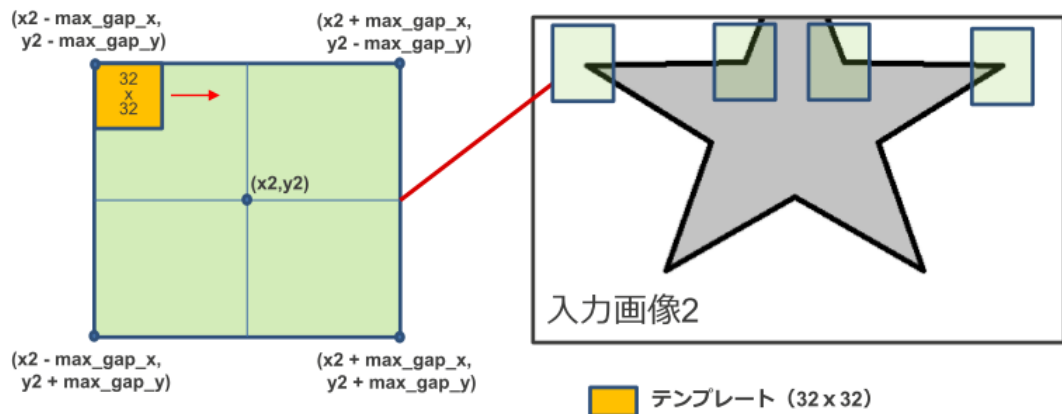 (x2 - max_gap_x,
y2 - max_gap_y)
(x2 + max_gap_x,
y2 - max_gap_y)
32
x
32
(x2,y2)
(x2 - max_gap_x,
y2 + max_gap_y)
(x2 + max_gap_x,
y2 + max_gap_y)
入力画像2
テンプレート（32 x 32）